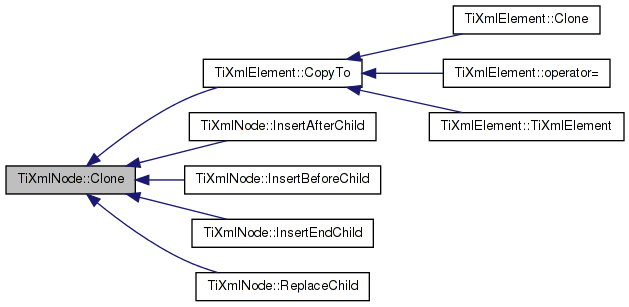 TiXmlElement::Clone
TiXmlElement::CopyTo
TiXmlElement::operator=
TiXmlElement::TiXmlElement
TiXmlNode::InsertAfterChild
TiXmlNode::Clone
TiXmlNode::InsertBeforeChild
TiXmlNode::InsertEndChild
TiXmlNode::ReplaceChild